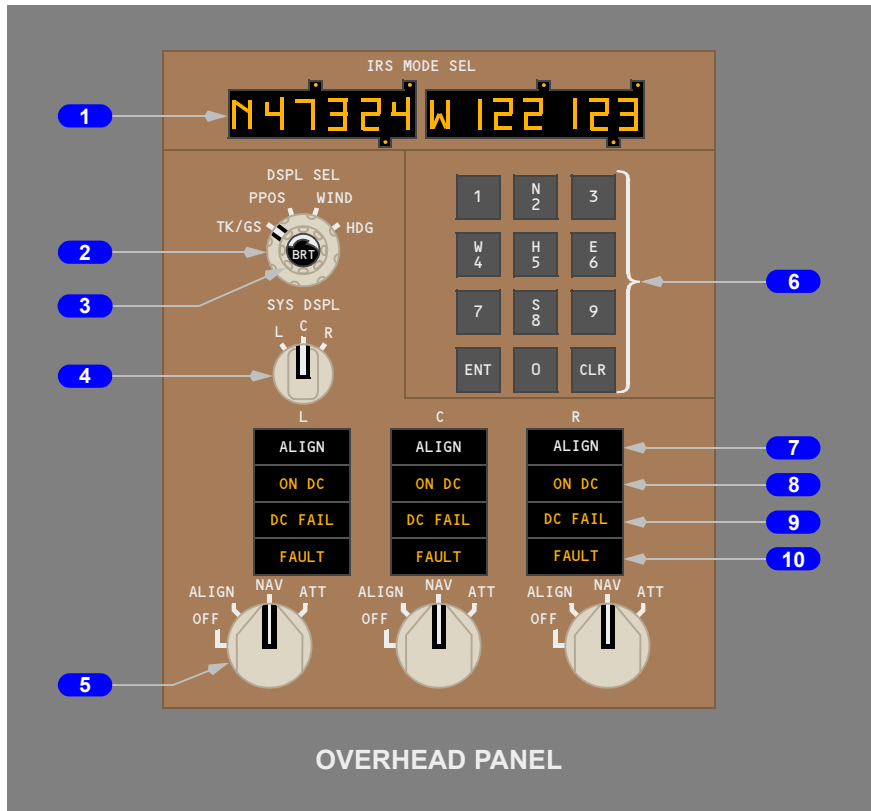 IRS MODE SEL
1
N47324 W 122 123
DSPL SEL
PPOS WIND
TK/GS HDG
BRT
2
3
SYS DSPL
L C R
4
1 N 2 3
W 4 H 5 E 6
7 S 8 9
ENT 0 CLR
6
L C R
ALIGN ALIGN ALIGN 7
ON DC ON DC ON DC 8
DC FAIL DC FAIL DC FAIL 9
FAULT FAULT FAULT 10
ALIGN NAV ATT ALIGN NAV ATT ALIGN NAV ATT
OFF OFF OFF
5
OVERHEAD PANEL